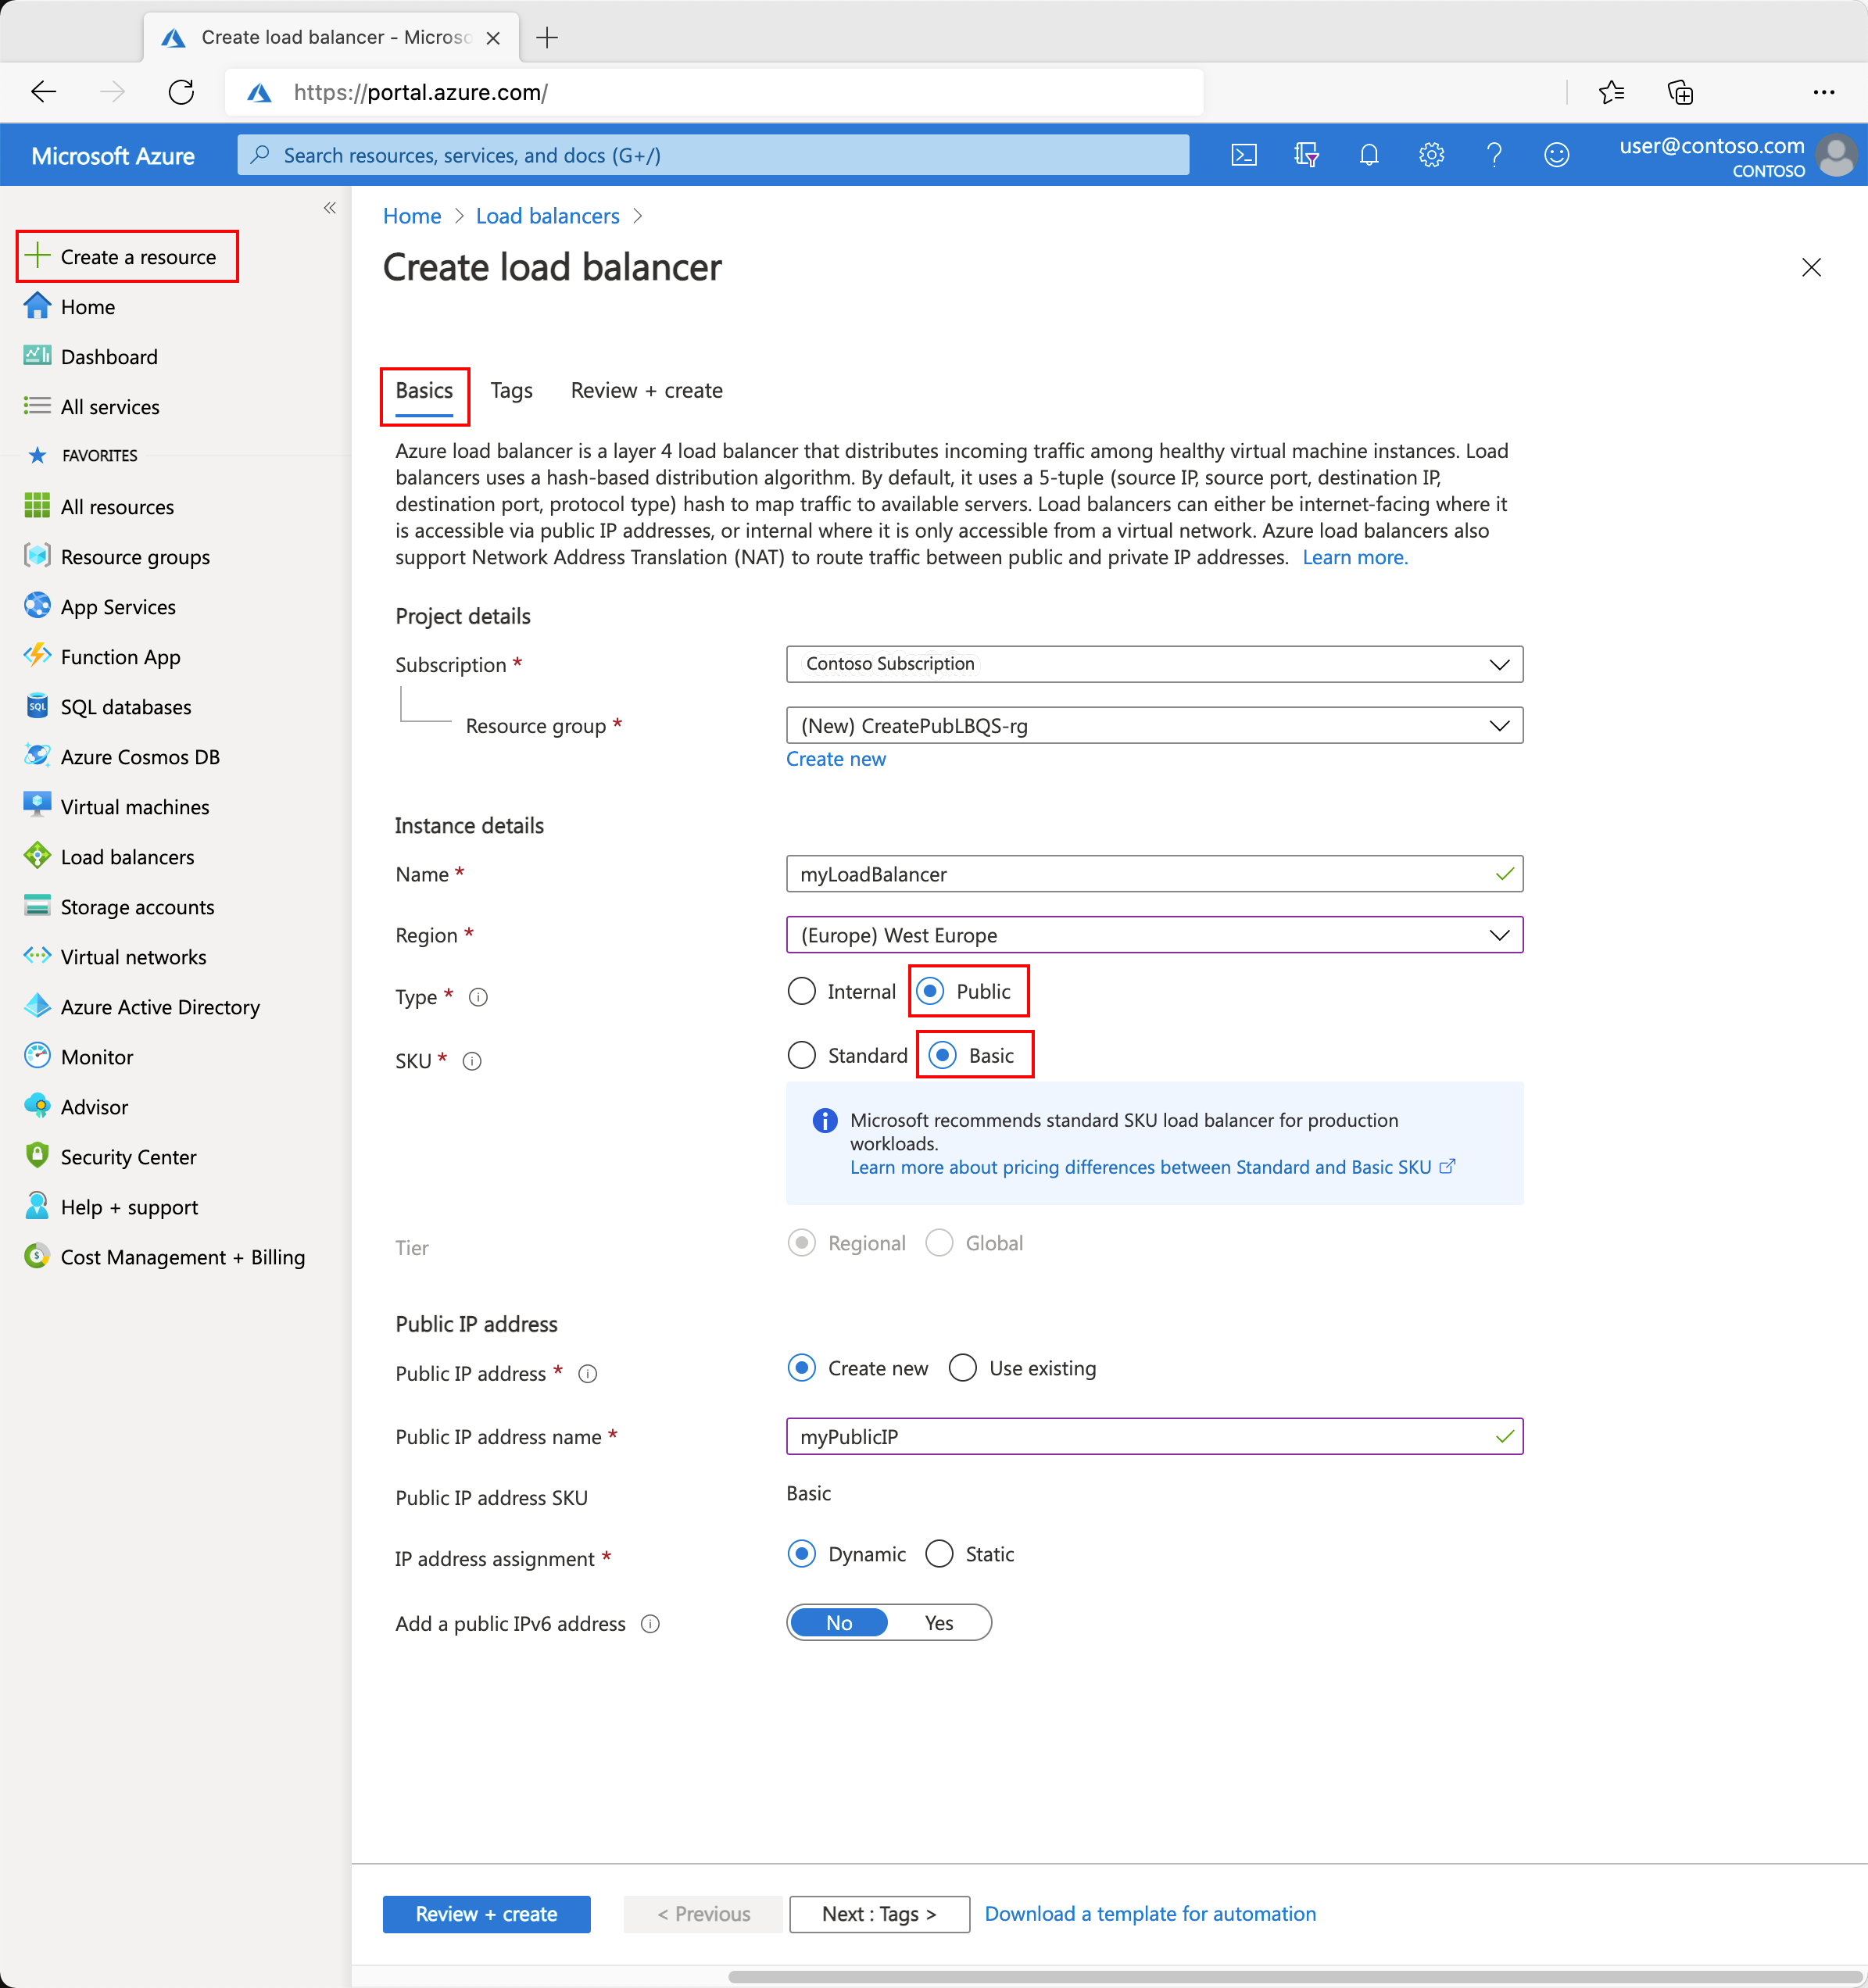 Create load balancer - Micros
https://portal.azure.com/
Microsoft Azure
Search resources, services, and docs (G+/)
user@contoso.com
CONTOSO
Create a resource
Home
Dashboard
All services
FAVORITES
All resources
Resource groups
App Services
Function App
SQL databases
Azure Cosmos DB
Virtual machines
Load balancers
Storage accounts
Virtual networks
Azure Active Directory
Monitor
Advisor
Security Center
Help + support
Cost Management + Billing
Home > Load balancers >
Create load balancer
Basics Tags Review + create
Azure load balancer is a layer 4 load balancer that distributes incoming traffic among healthy virtual machine instances. Load
balancers uses a hash-based distribution algorithm. By default, it uses a 5-tuple (source IP, source port, destination IP,
destination port, protocol type) hash to map traffic to available servers. Load balancers can either be internet-facing where it
is accessible via public IP addresses, or internal where it is only accessible from a virtual network. Azure load balancers also
support Network Address Translation (NAT) to route traffic between public and private IP addresses. Learn more.
Project details
Subscription * Contoso Subscription
Resource group * (New) CreatePubLBQS-rg
Create new
Instance details
Name * myLoadBalancer
Region * (Europe) West Europe
Type * Internal Public
SKU * Standard Basic
Microsoft recommends standard SKU load balancer for production
workloads.
Learn more about pricing differences between Standard and Basic SKU
Tier Regional Global
Public IP address
Public IP address * Create new Use existing
Public IP address name * myPublicIP
Public IP address SKU Basic
IP address assignment * Dynamic Static
Add a public IPv6 address No Yes
Review + create < Previous Next : Tags > Download a template for automation